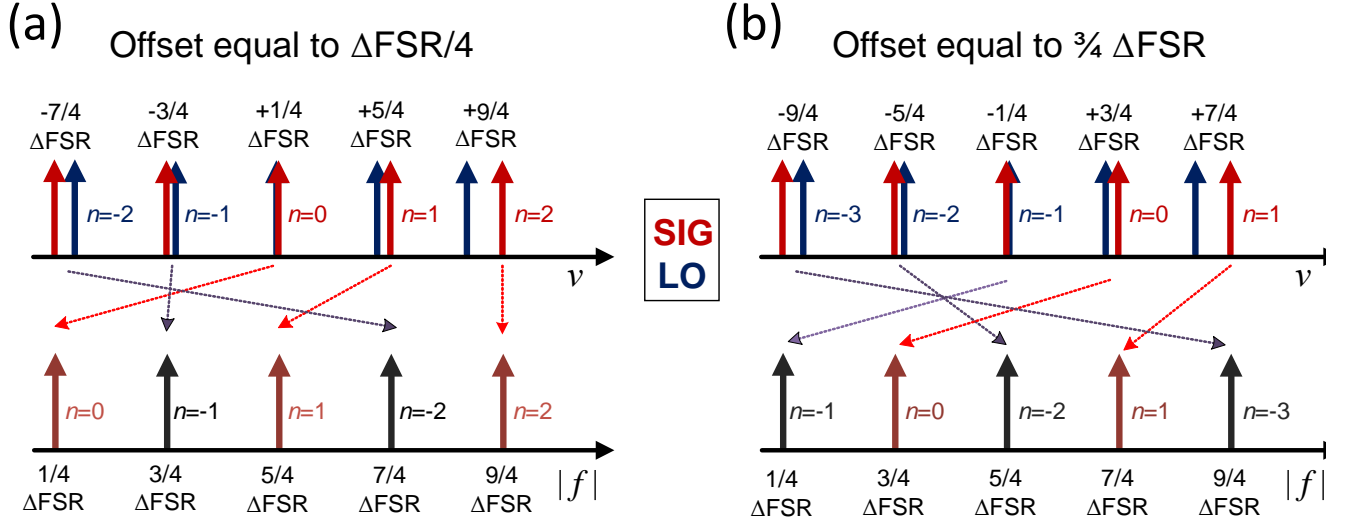 (a)
Offset equal to ΔFSR/4
-7/4 -3/4 +1/4 +5/4 +9/4
ΔFSR ΔFSR ΔFSR ΔFSR ΔFSR
n=-2 n=-1 n=0 n=1 n=2
ν
n=0 n=-1 n=1 n=-2 n=2
1/4 3/4 5/4 7/4 9/4
ΔFSR ΔFSR ΔFSR ΔFSR ΔFSR
|f|
SIG
LO
(b)
Offset equal to ¾ ΔFSR
-9/4 -5/4 -1/4 +3/4 +7/4
ΔFSR ΔFSR ΔFSR ΔFSR ΔFSR
n=-3 n=-2 n=-1 n=0 n=1
ν
n=-1 n=0 n=-2 n=1 n=-3
1/4 3/4 5/4 7/4 9/4
ΔFSR ΔFSR ΔFSR ΔFSR ΔFSR
|f|